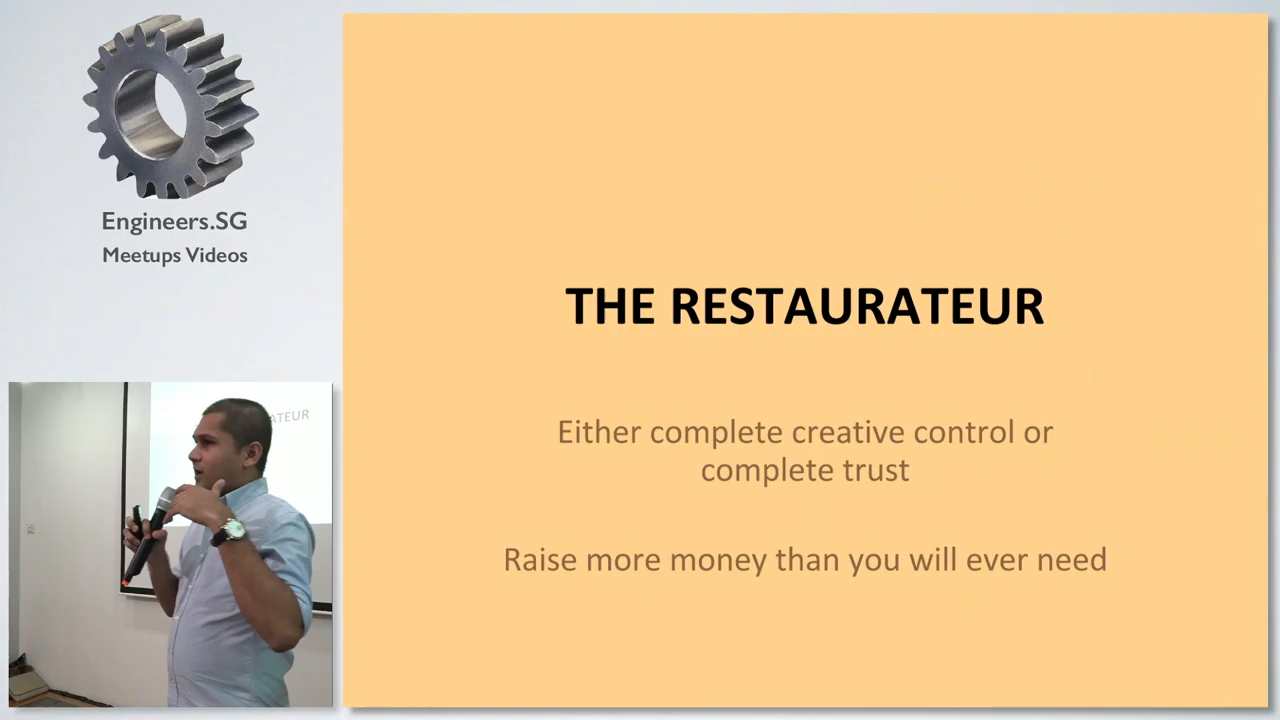 Engineers.SG
Meetups Videos
THE RESTAURATEUR
Either complete creative control or
complete trust
Raise more money than you will ever need
ATEUR